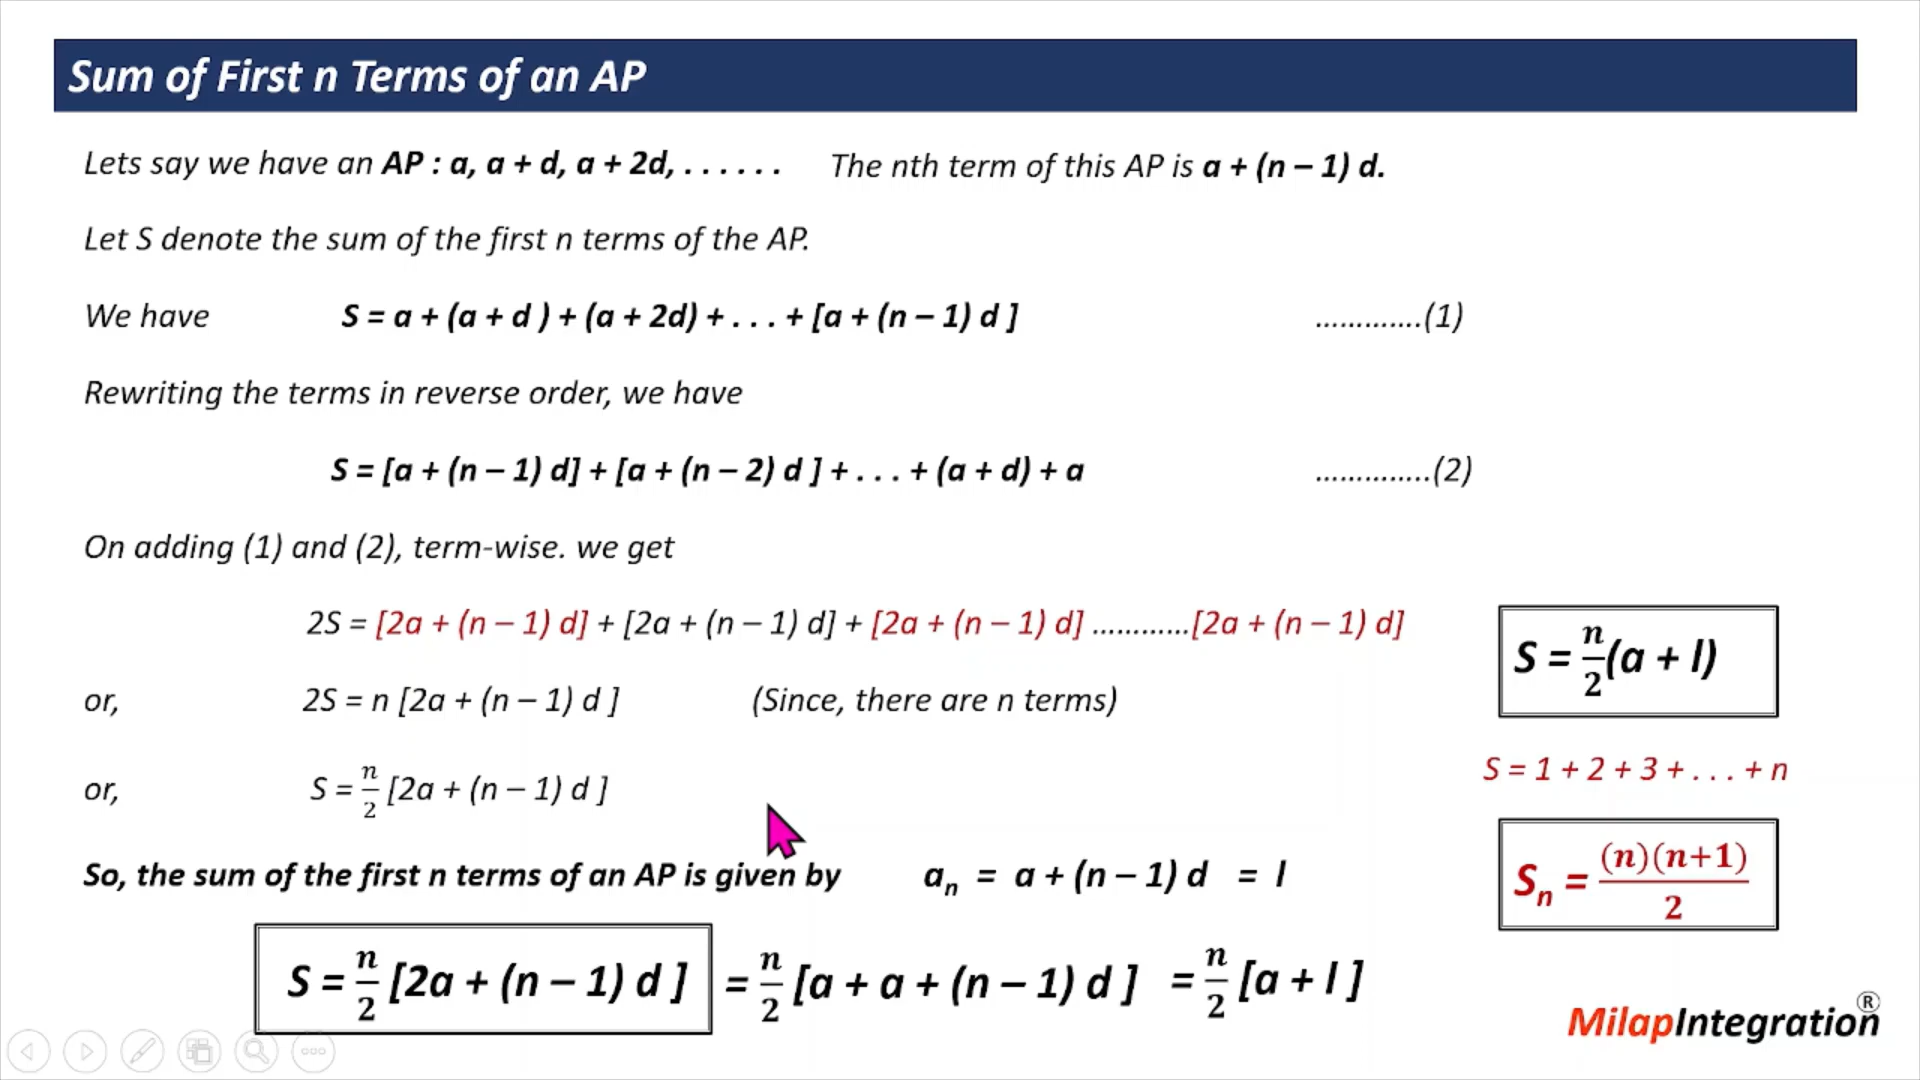 Sum of First n Terms of an AP
Lets say we have an AP : a, a + d, a + 2d, . . . . . . The nth term of this AP is a + (n – 1) d.
Let S denote the sum of the first n terms of the AP.
We have S = a + (a + d ) + (a + 2d) + . . . + [a + (n – 1) d ] ………….(1)
Rewriting the terms in reverse order, we have
S = [a + (n – 1) d] + [a + (n – 2) d ] + . . . + (a + d) + a …………..(2)
On adding (1) and (2), term-wise. we get
2S = [2a + (n – 1) d] + [2a + (n – 1) d] + [2a + (n – 1) d] …………[2a + (n – 1) d]
S = n/2 (a + l)
or, 2S = n [2a + (n – 1) d ] (Since, there are n terms)
S = 1 + 2 + 3 + . . . + n
or, S = n/2 [2a + (n – 1) d ]
So, the sum of the first n terms of an AP is given by aₙ = a + (n – 1) d = l
Sₙ = (n)(n+1)/2
S = n/2 [2a + (n – 1) d ] = n/2 [a + a + (n – 1) d ] = n/2 [a + l ]
MilapIntegration®